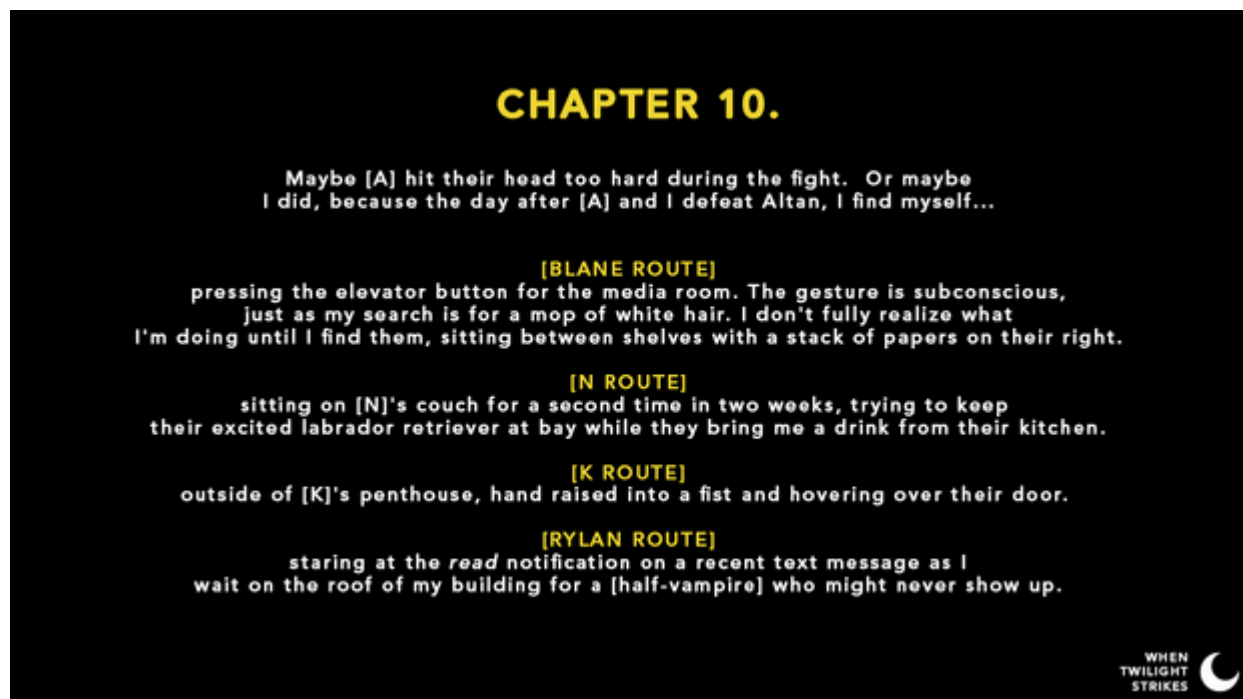 CHAPTER 10.
Maybe [A] hit their head too hard during the fight.  Or maybe
I did, because the day after [A] and I defeat Altan, I find myself...
[BLANE ROUTE]
pressing the elevator button for the media room. The gesture is subconscious,
just as my search is for a mop of white hair. I don't fully realize what
I'm doing until I find them, sitting between shelves with a stack of papers on their right.
[N ROUTE]
sitting on [N]'s couch for a second time in two weeks, trying to keep
their excited labrador retriever at bay while they bring me a drink from their kitchen.
[K ROUTE]
outside of [K]'s penthouse, hand raised into a fist and hovering over their door.
[RYLAN ROUTE]
staring at the read notification on a recent text message as I
wait on the roof of my building for a [half-vampire] who might never show up.
WHEN
TWILIGHT
STRIKES